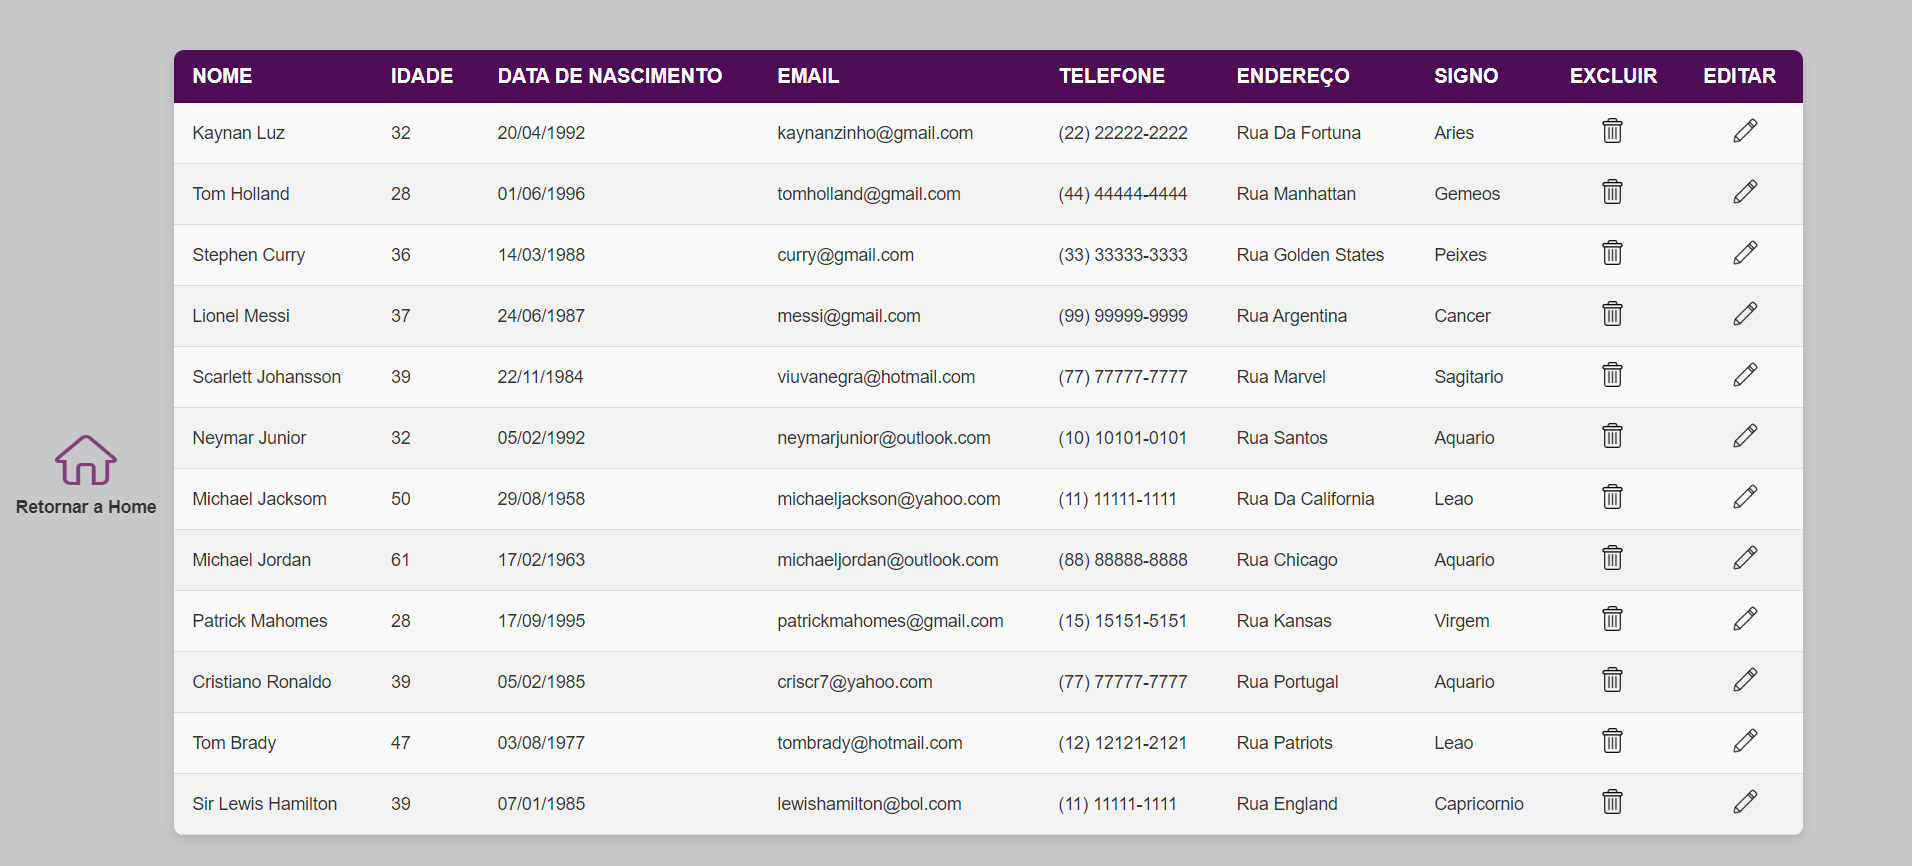 NOME IDADE DATA DE NASCIMENTO EMAIL TELEFONE ENDEREÇO SIGNO EXCLUIR EDITAR
Kaynan Luz 32 20/04/1992 kaynanzinho@gmail.com (22) 22222-2222 Rua Da Fortuna Aries
Tom Holland 28 01/06/1996 tomholland@gmail.com (44) 44444-4444 Rua Manhattan Gemeos
Stephen Curry 36 14/03/1988 curry@gmail.com (33) 33333-3333 Rua Golden States Peixes
Lionel Messi 37 24/06/1987 messi@gmail.com (99) 99999-9999 Rua Argentina Cancer
Scarlett Johansson 39 22/11/1984 viuvanegra@hotmail.com (77) 77777-7777 Rua Marvel Sagitario
Neymar Junior 32 05/02/1992 neymarjunior@outlook.com (10) 10101-0101 Rua Santos Aquario
Michael Jacksom 50 29/08/1958 michaeljackson@yahoo.com (11) 11111-1111 Rua Da California Leao
Retornar a Home
Michael Jordan 61 17/02/1963 michaeljordan@outlook.com (88) 88888-8888 Rua Chicago Aquario
Patrick Mahomes 28 17/09/1995 patrickmahomes@gmail.com (15) 15151-5151 Rua Kansas Virgem
Cristiano Ronaldo 39 05/02/1985 criscr7@yahoo.com (77) 77777-7777 Rua Portugal Aquario
Tom Brady 47 03/08/1977 tombrady@hotmail.com (12) 12121-2121 Rua Patriots Leao
Sir Lewis Hamilton 39 07/01/1985 lewishamilton@bol.com (11) 11111-1111 Rua England Capricornio